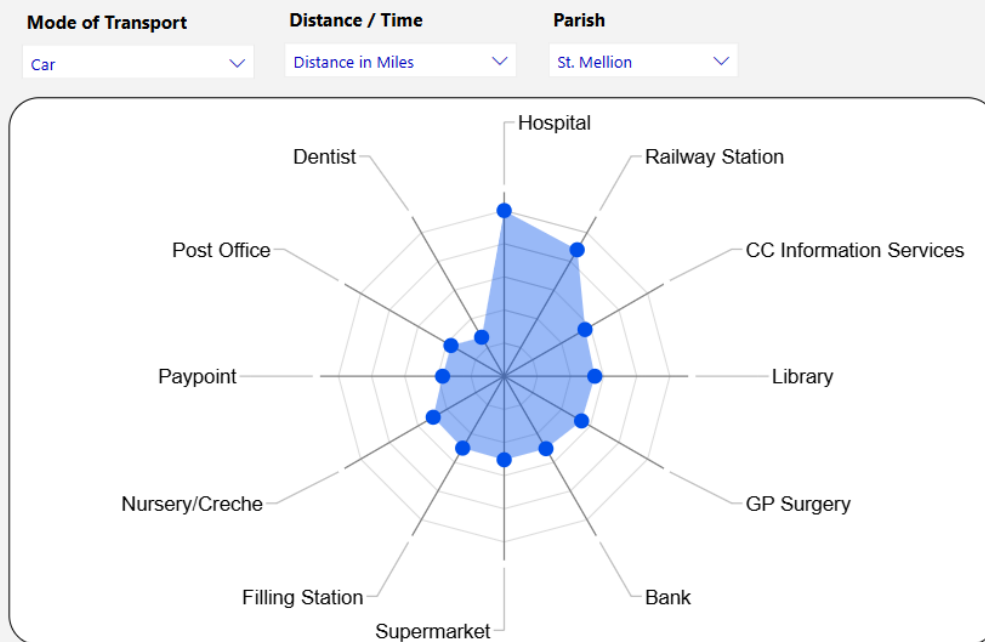 Mode of Transport
Distance / Time
Parish
Car
Distance in Miles
St. Mellion
Hospital
Dentist
Railway Station
Post Office
CC Information Services
Paypoint
Library
Nursery/Creche
GP Surgery
Filling Station
Bank
Supermarket